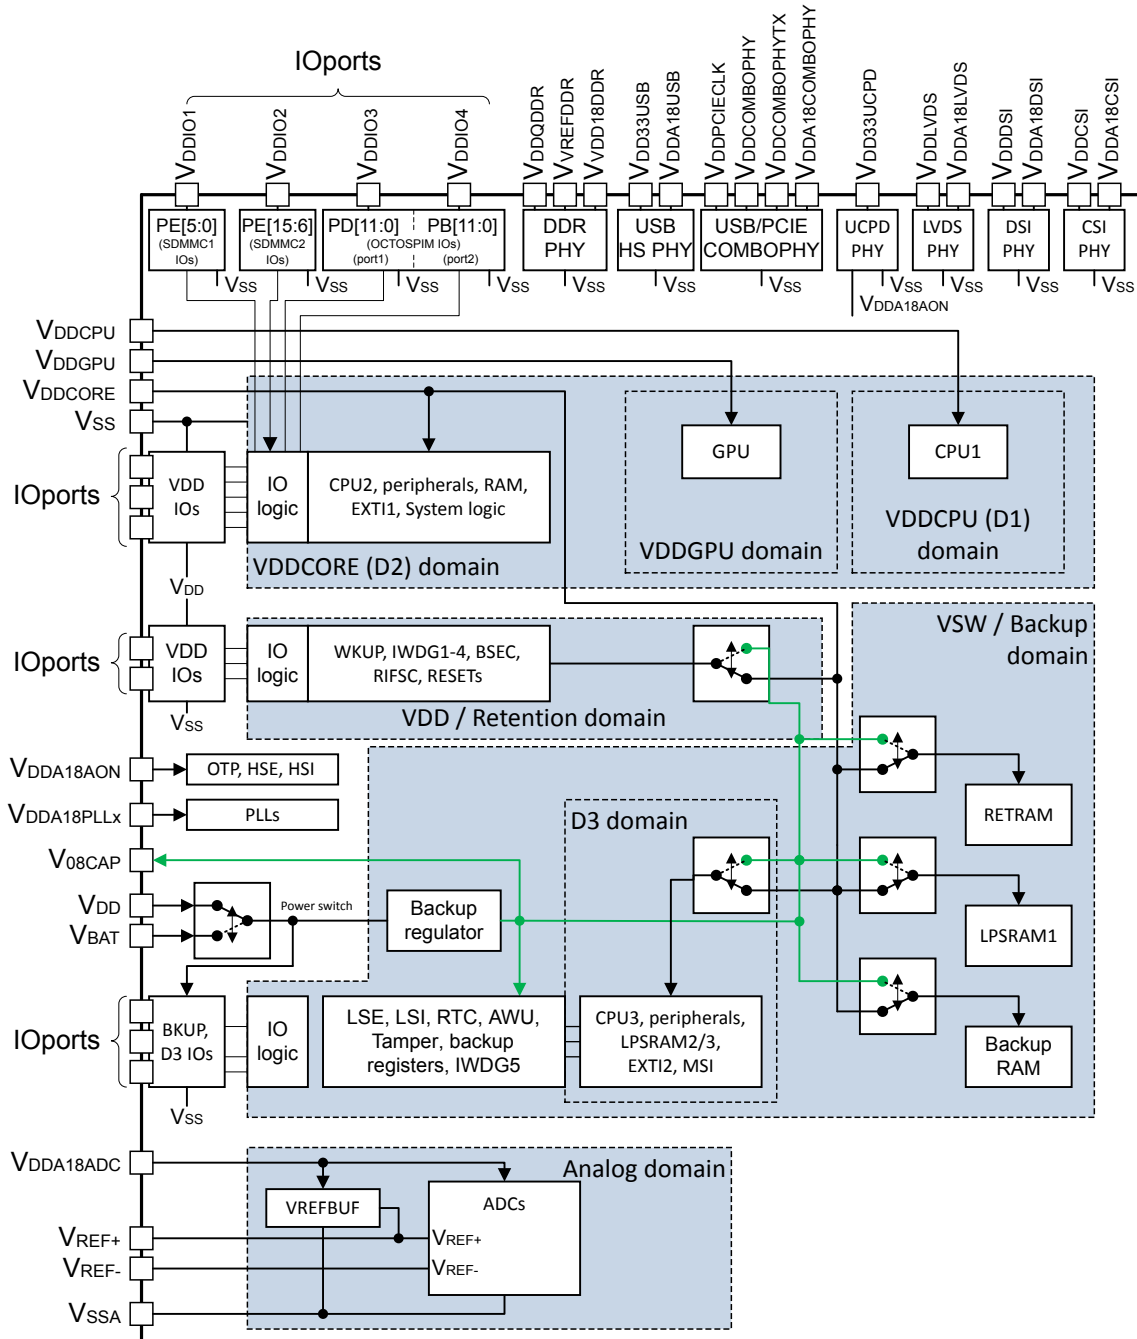 IOports
VDDIO1
VDDIO2
VDDIO3
VDDIO4
VDDQDDR
VVREFDDR
VVDD18DDR
VDD33USB
VDDA18USB
VDDPCIECLK
VDDCOMBOPHY
VDDCOMBOPHYTX
VDDA18COMBOPHY
VDD33UCPD
VDDLVDS
VDDA18LVDS
VDDDSI
VDDA18DSI
VDDCSI
VDDA18CSI
PE[5:0]
(SDMMC1
IOs)
PE[15:6]
(SDMMC2
IOs)
PD[11:0]
PB[11:0]
(OCTOSPIM IOs)
(port1)
(port2)
DDR
PHY
USB
HS PHY
USB/PCIE
COMBOPHY
UCPD
PHY
LVDS
PHY
DSI
PHY
CSI
PHY
VSS
VSS
VSS
VSS
VSS
VSS
VSS
VSS
VSS
VSS
VSS
VDDA18AON
VDDCPU
VDDGPU
VDDCORE
VSS
IOports
VDD
IOs
IO
logic
CPU2, peripherals, RAM,
EXTI1, System logic
GPU
CPU1
VDDCORE (D2) domain
VDDGPU domain
VDDCPU (D1)
domain
VDD
IOports
VDD
IOs
IO
logic
WKUP, IWDG1-4, BSEC,
RIFSC, RESETs
VDD / Retention domain
VSW / Backup
domain
VSS
VDDA18AON
OTP, HSE, HSI
VDDA18PLLx
PLLs
RETRAM
D3 domain
V08CAP
VDD
VBAT
Power switch
Backup
regulator
LPSRAM1
IOports
BKUP,
D3 IOs
IO
logic
LSE, LSI, RTC, AWU,
Tamper, backup
registers, IWDG5
CPU3, peripherals,
LPSRAM2/3,
EXTI2, MSI
Backup
RAM
VSS
VDDA18ADC
Analog domain
VREFBUF
ADCs
VREF+
VREF+
VREF-
VREF-
VSSA